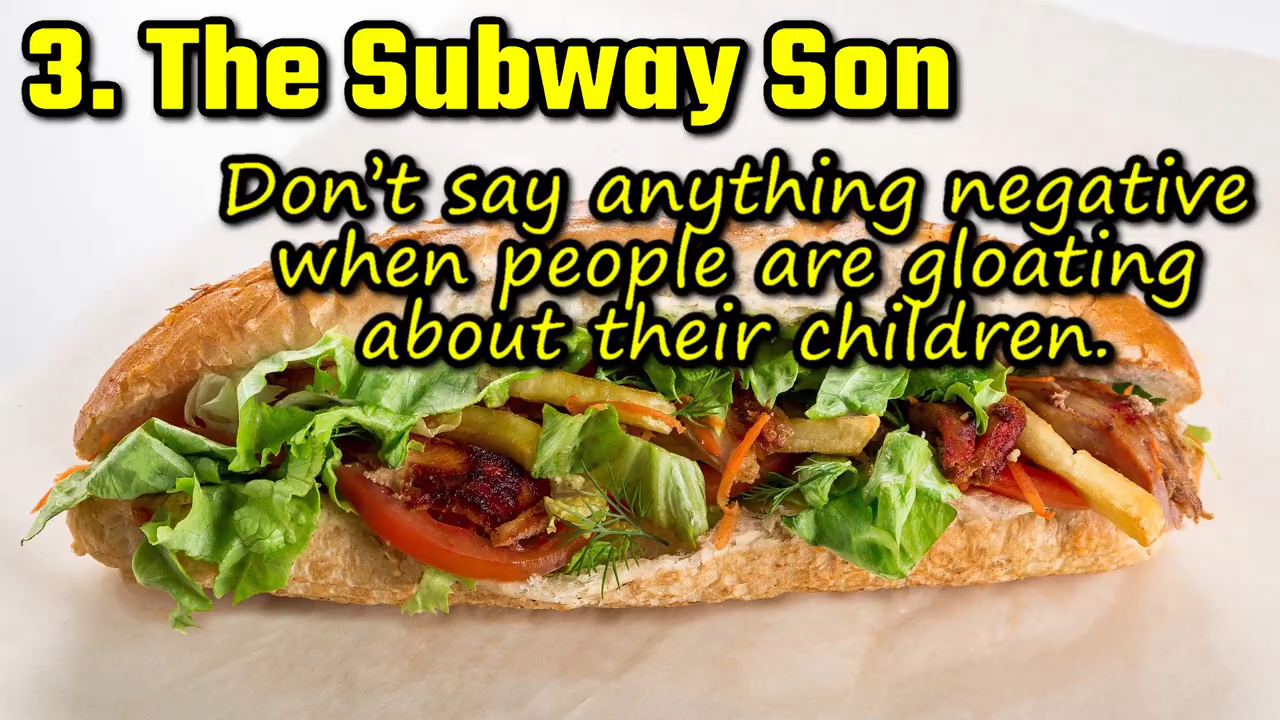 3. The Subway Son
Don't say anything negative
when people are gloating
about their children.